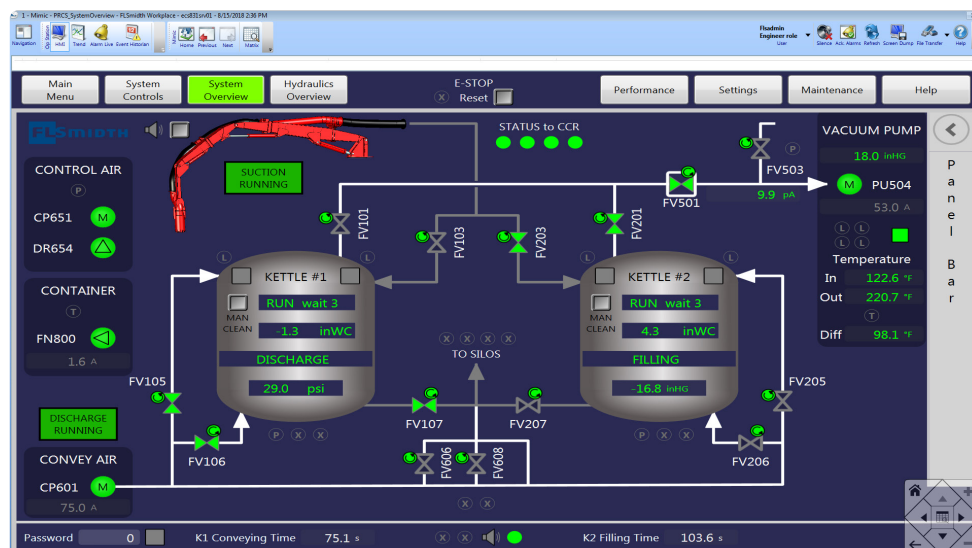 1 - Mimic - PRC5_SystemOverview - FLSmidth Workplace - ecs831srv01 - 8/15/2018 2:36 PM
Navigation
Op Station
HMI
Trend
Alarm Live
Event Historian
Mimic
Home
Previous
Next
Matrix
flsadmin
Engineer role
User
Silence
Ack. Alarms
Refresh
Screen Dump
File Transfer
Help
Main Menu
System Controls
System Overview
Hydraulics Overview
E-STOP
X Reset
Performance
Settings
Maintenance
Help
FLSMIDTH
STATUS to CCR
SUCTION RUNNING
VACUUM PUMP
18.0 inHG
M PU504
53.0 A
L L
L L
Temperature
In 122.6 °F
Out 220.7 °F
T
Diff 98.1 °F
Panel Bar
P
FV503
FV501
9.9 pA
CONTROL AIR
P
CP651 M
DR654
CONTAINER
T
FN800
1.6 A
DISCHARGE RUNNING
CONVEY AIR
CP601 M
75.0 A
FV101
FV103
FV203
FV201
L
L
KETTLE #1
RUN wait 3
MAN CLEAN
-1.3 inWC
DISCHARGE
29.0 psi
P X X
L
L
KETTLE #2
RUN wait 3
MAN CLEAN
4.3 inWC
FILLING
-16.8 inHG
P X X
X X X X
TO SILOS
FV105
FV106
FV107
FV207
FV205
FV206
FV606
FV608
X X
Password 0
K1 Conveying Time 75.1 s
X X
K2 Filling Time 103.6 s